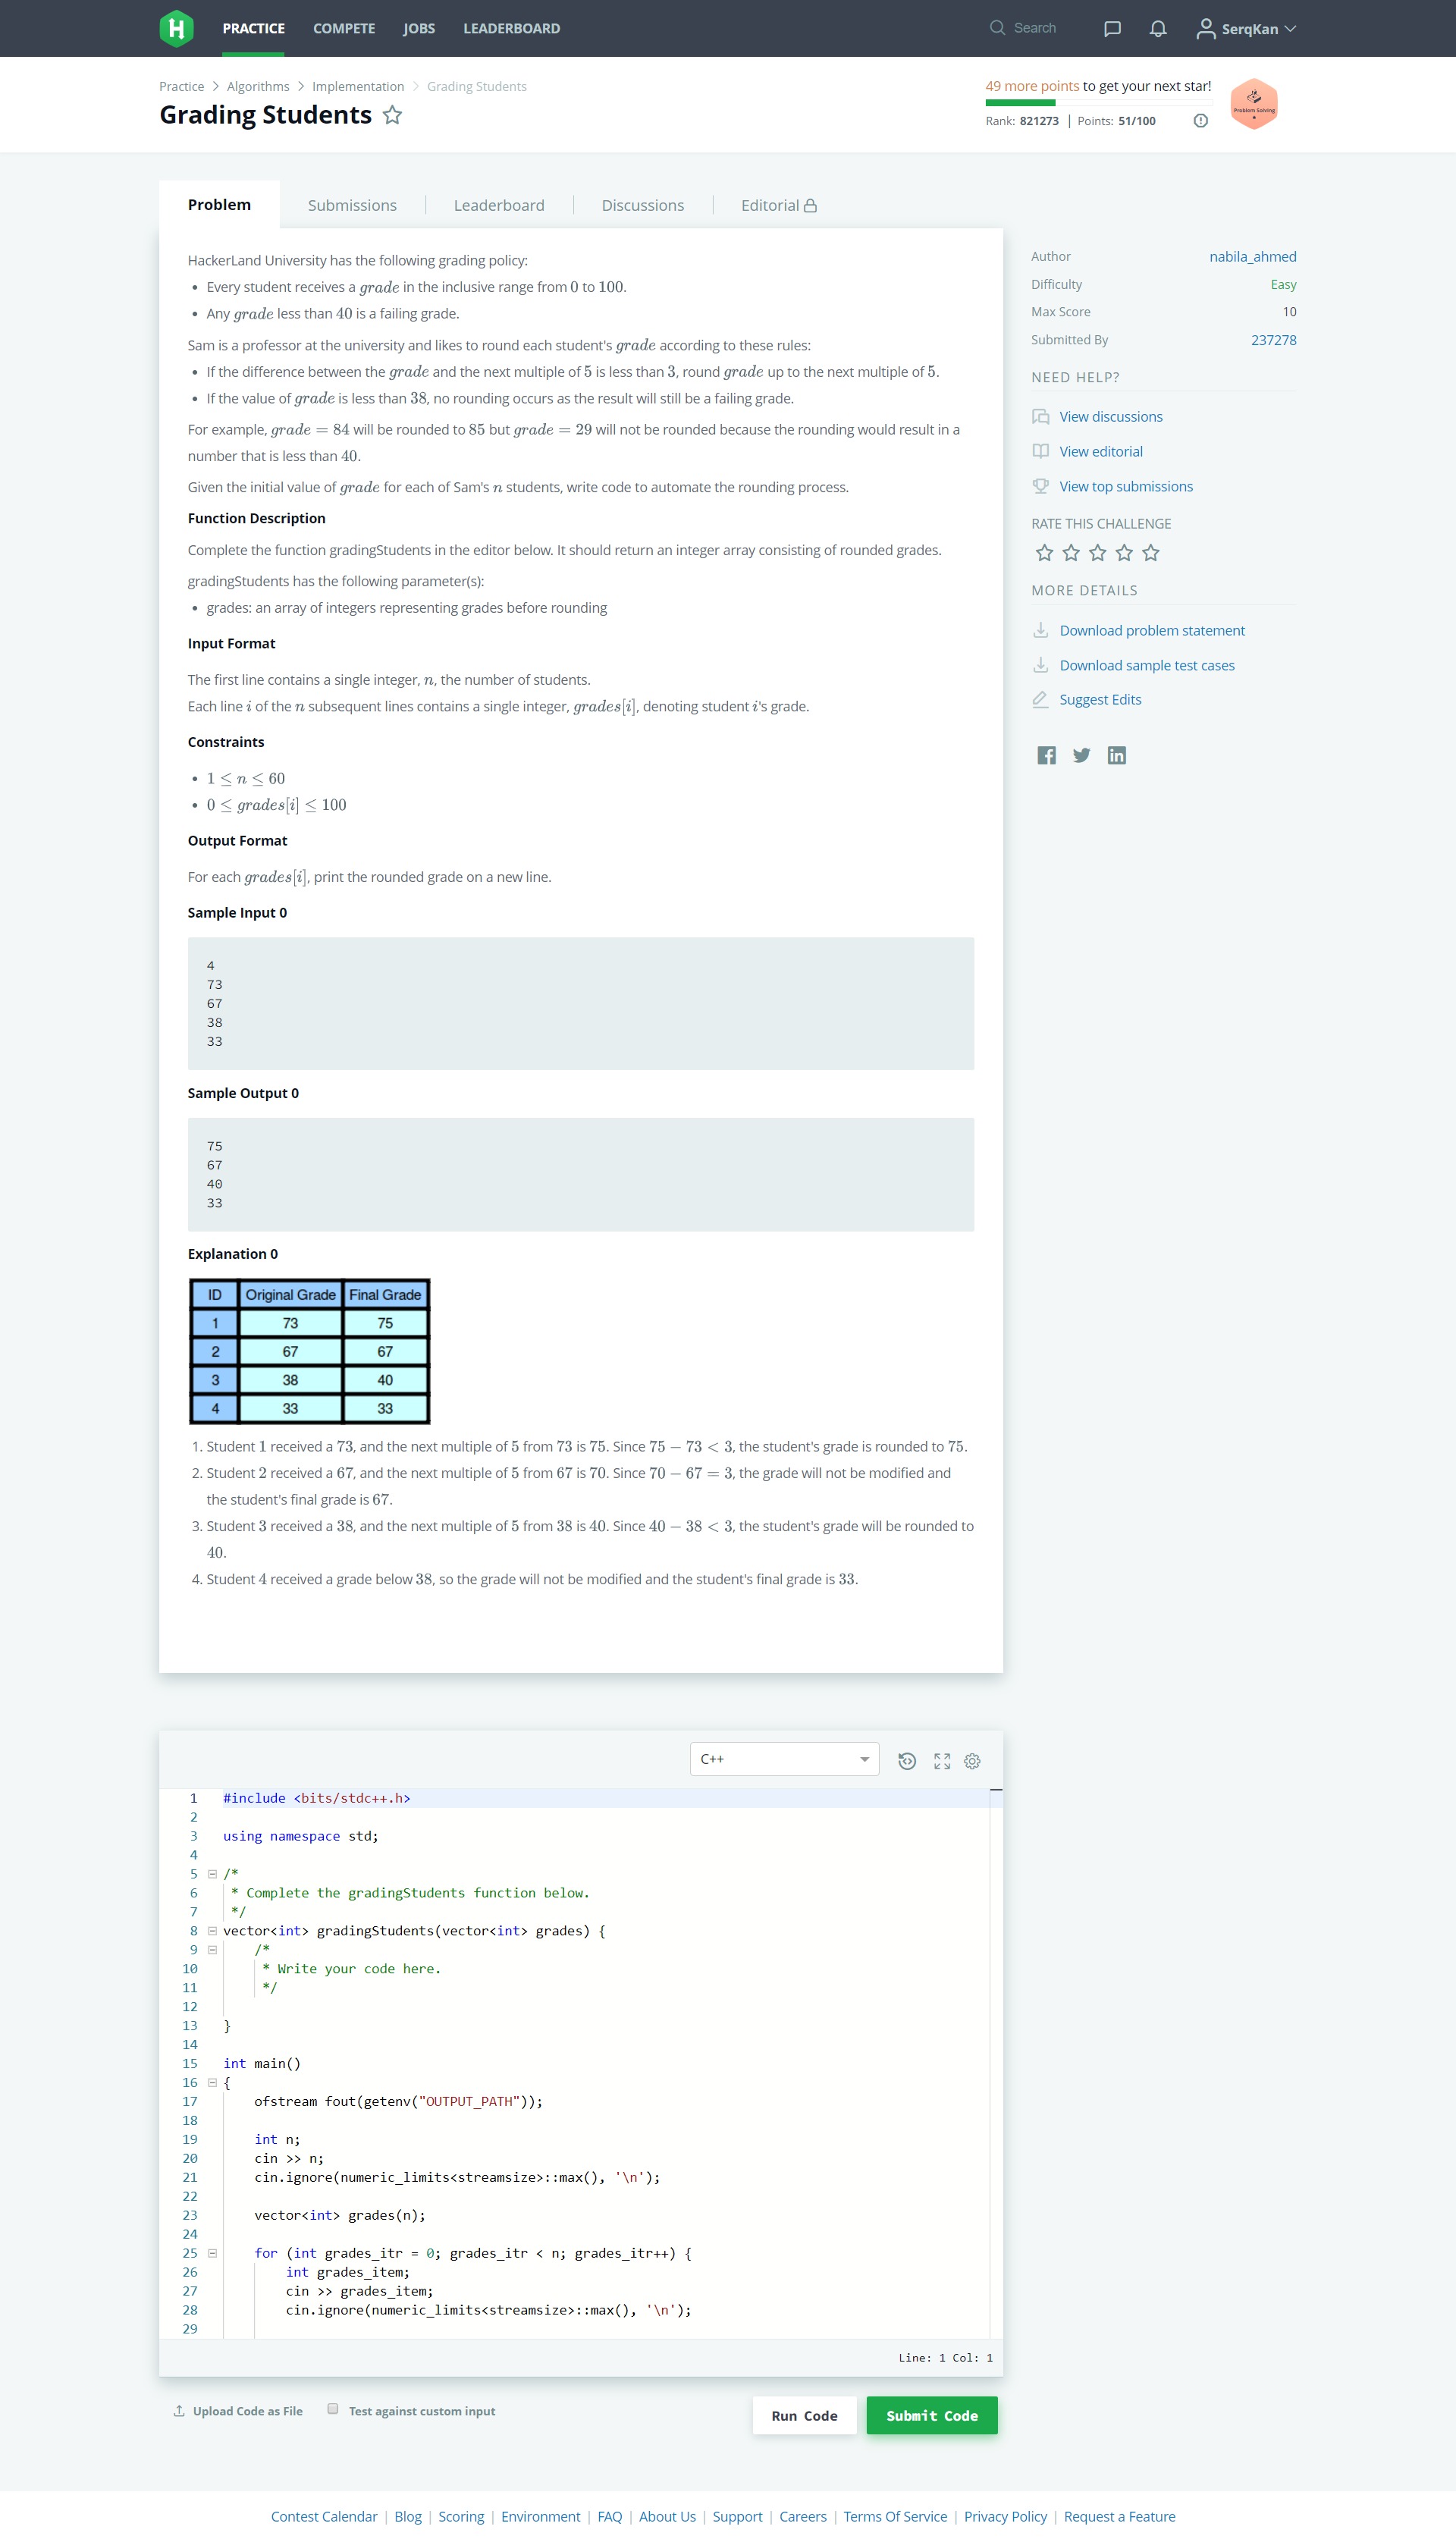 PRACTICE COMPETE JOBS LEADERBOARD Search SerqKan
Practice > Algorithms > Implementation > Grading Students
Grading Students
49 more points to get your next star!
Rank: 821273 | Points: 51/100
Problem Solving
Problem Submissions Leaderboard Discussions Editorial
HackerLand University has the following grading policy:
• Every student receives a grade in the inclusive range from 0 to 100.
• Any grade less than 40 is a failing grade.
Sam is a professor at the university and likes to round each student's grade according to these rules:
• If the difference between the grade and the next multiple of 5 is less than 3, round grade up to the next multiple of 5.
• If the value of grade is less than 38, no rounding occurs as the result will still be a failing grade.
For example, grade = 84 will be rounded to 85 but grade = 29 will not be rounded because the rounding would result in a
number that is less than 40.
Given the initial value of grade for each of Sam's n students, write code to automate the rounding process.
Function Description
Complete the function gradingStudents in the editor below. It should return an integer array consisting of rounded grades.
gradingStudents has the following parameter(s):
• grades: an array of integers representing grades before rounding
Input Format
The first line contains a single integer, n, the number of students.
Each line i of the n subsequent lines contains a single integer, grades[i], denoting student i's grade.
Constraints
• 1 ≤ n ≤ 60
• 0 ≤ grades[i] ≤ 100
Output Format
For each grades[i], print the rounded grade on a new line.
Sample Input 0
4
73
67
38
33
Sample Output 0
75
67
40
33
Explanation 0
ID Original Grade Final Grade
1 73 75
2 67 67
3 38 40
4 33 33
1. Student 1 received a 73, and the next multiple of 5 from 73 is 75. Since 75 − 73 < 3, the student's grade is rounded to 75.
2. Student 2 received a 67, and the next multiple of 5 from 67 is 70. Since 70 − 67 = 3, the grade will not be modified and
the student's final grade is 67.
3. Student 3 received a 38, and the next multiple of 5 from 38 is 40. Since 40 − 38 < 3, the student's grade will be rounded to
40.
4. Student 4 received a grade below 38, so the grade will not be modified and the student's final grade is 33.
Author nabila_ahmed
Difficulty Easy
Max Score 10
Submitted By 237278
NEED HELP?
View discussions
View editorial
View top submissions
RATE THIS CHALLENGE
MORE DETAILS
Download problem statement
Download sample test cases
Suggest Edits
C++
1 #include <bits/stdc++.h>
2
3 using namespace std;
4
5 /*
6  * Complete the gradingStudents function below.
7  */
8 vector<int> gradingStudents(vector<int> grades) {
9     /*
10      * Write your code here.
11      */
12
13 }
14
15 int main()
16 {
17     ofstream fout(getenv("OUTPUT_PATH"));
18
19     int n;
20     cin >> n;
21     cin.ignore(numeric_limits<streamsize>::max(), '\n');
22
23     vector<int> grades(n);
24
25     for (int grades_itr = 0; grades_itr < n; grades_itr++) {
26         int grades_item;
27         cin >> grades_item;
28         cin.ignore(numeric_limits<streamsize>::max(), '\n');
29
Line: 1 Col: 1
Upload Code as File Test against custom input Run Code Submit Code
Contest Calendar | Blog | Scoring | Environment | FAQ | About Us | Support | Careers | Terms Of Service | Privacy Policy | Request a Feature